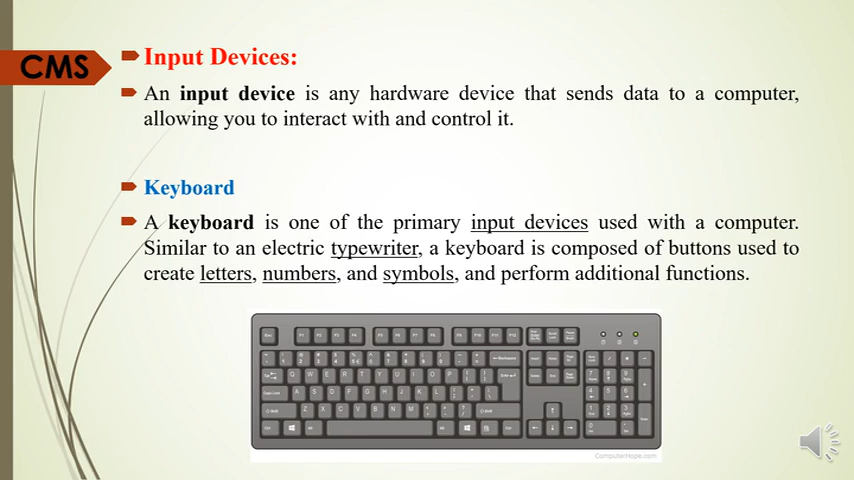 Input Devices:
CMS
An input device is any hardware device that sends data to a computer,
allowing you to interact with and control it.
Keyboard
A keyboard is one of the primary input devices used with a computer.
Similar to an electric typewriter, a keyboard is composed of buttons used to
create letters, numbers, and symbols, and perform additional functions.
ComputerHope.com